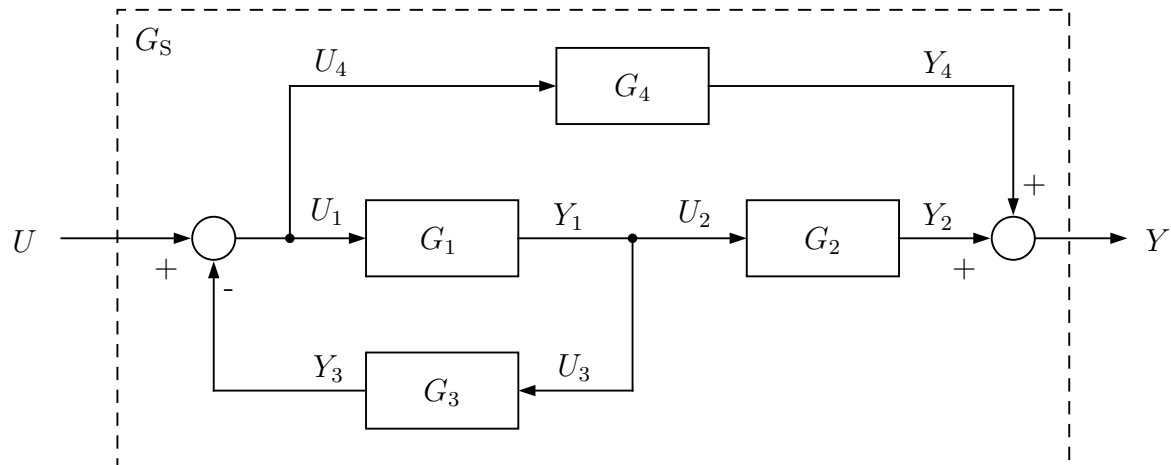 G_S
U_4 G_4 Y_4
+
U_1 G_1 Y_1 U_2 G_2 Y_2
U Y
+ - +
Y_3 G_3 U_3